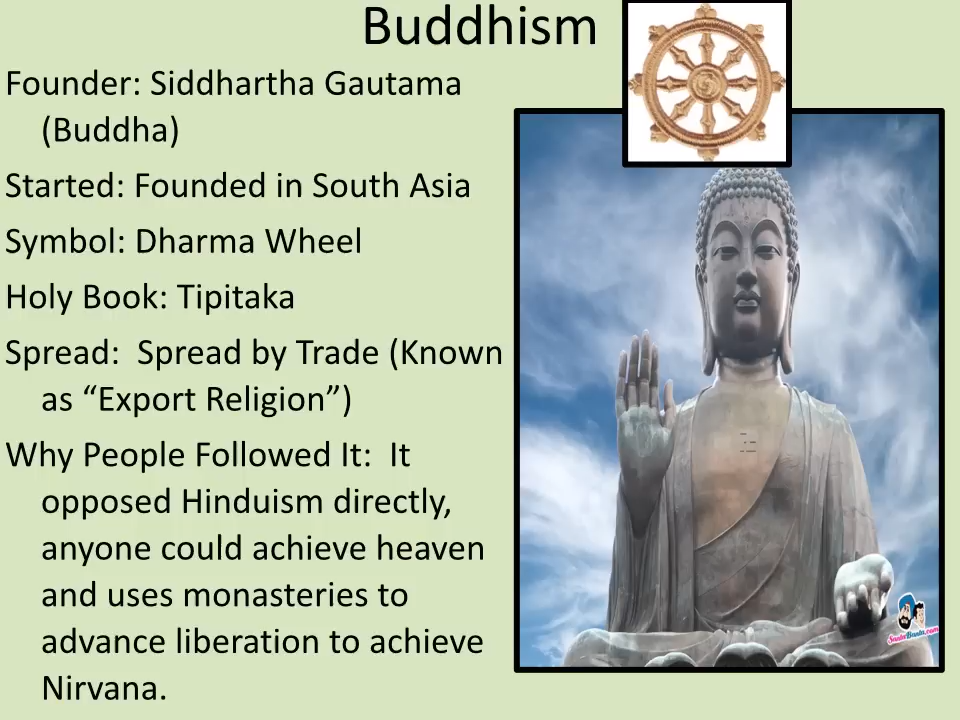 Buddhism
Founder: Siddhartha Gautama
(Buddha)
Started: Founded in South Asia
Symbol: Dharma Wheel
Holy Book: Tipitaka
Spread:  Spread by Trade (Known
as “Export Religion”)
Why People Followed It:  It
opposed Hinduism directly,
anyone could achieve heaven
and uses monasteries to
advance liberation to achieve
Nirvana.
SantaBanta.com